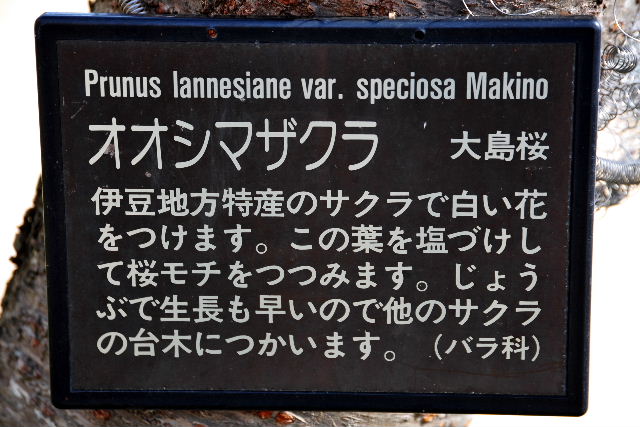 Prunus lannesiane var. speciosa Makino
オオシマザクラ 大島桜
伊豆地方特産のサクラで白い花
をつけます。この葉を塩づけし
て桜モチをつつみます。じょう
ぶで生長も早いので他のサクラ
の台木につかいます。（バラ科）